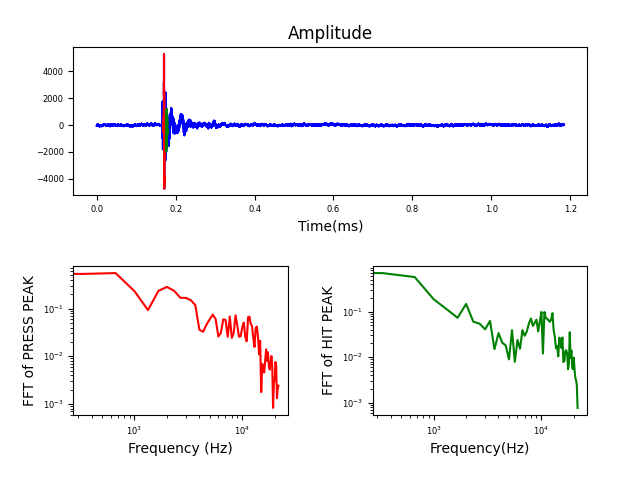 Amplitude
4000
2000
0
−2000
−4000
0.0 0.2 0.4 0.6 0.8 1.0 1.2
Time(ms)
FFT of PRESS PEAK
10⁻¹
10⁻²
10⁻³
10³ 10⁴
Frequency (Hz)
FFT of HIT PEAK
10⁻¹
10⁻²
10⁻³
10³ 10⁴
Frequency(Hz)